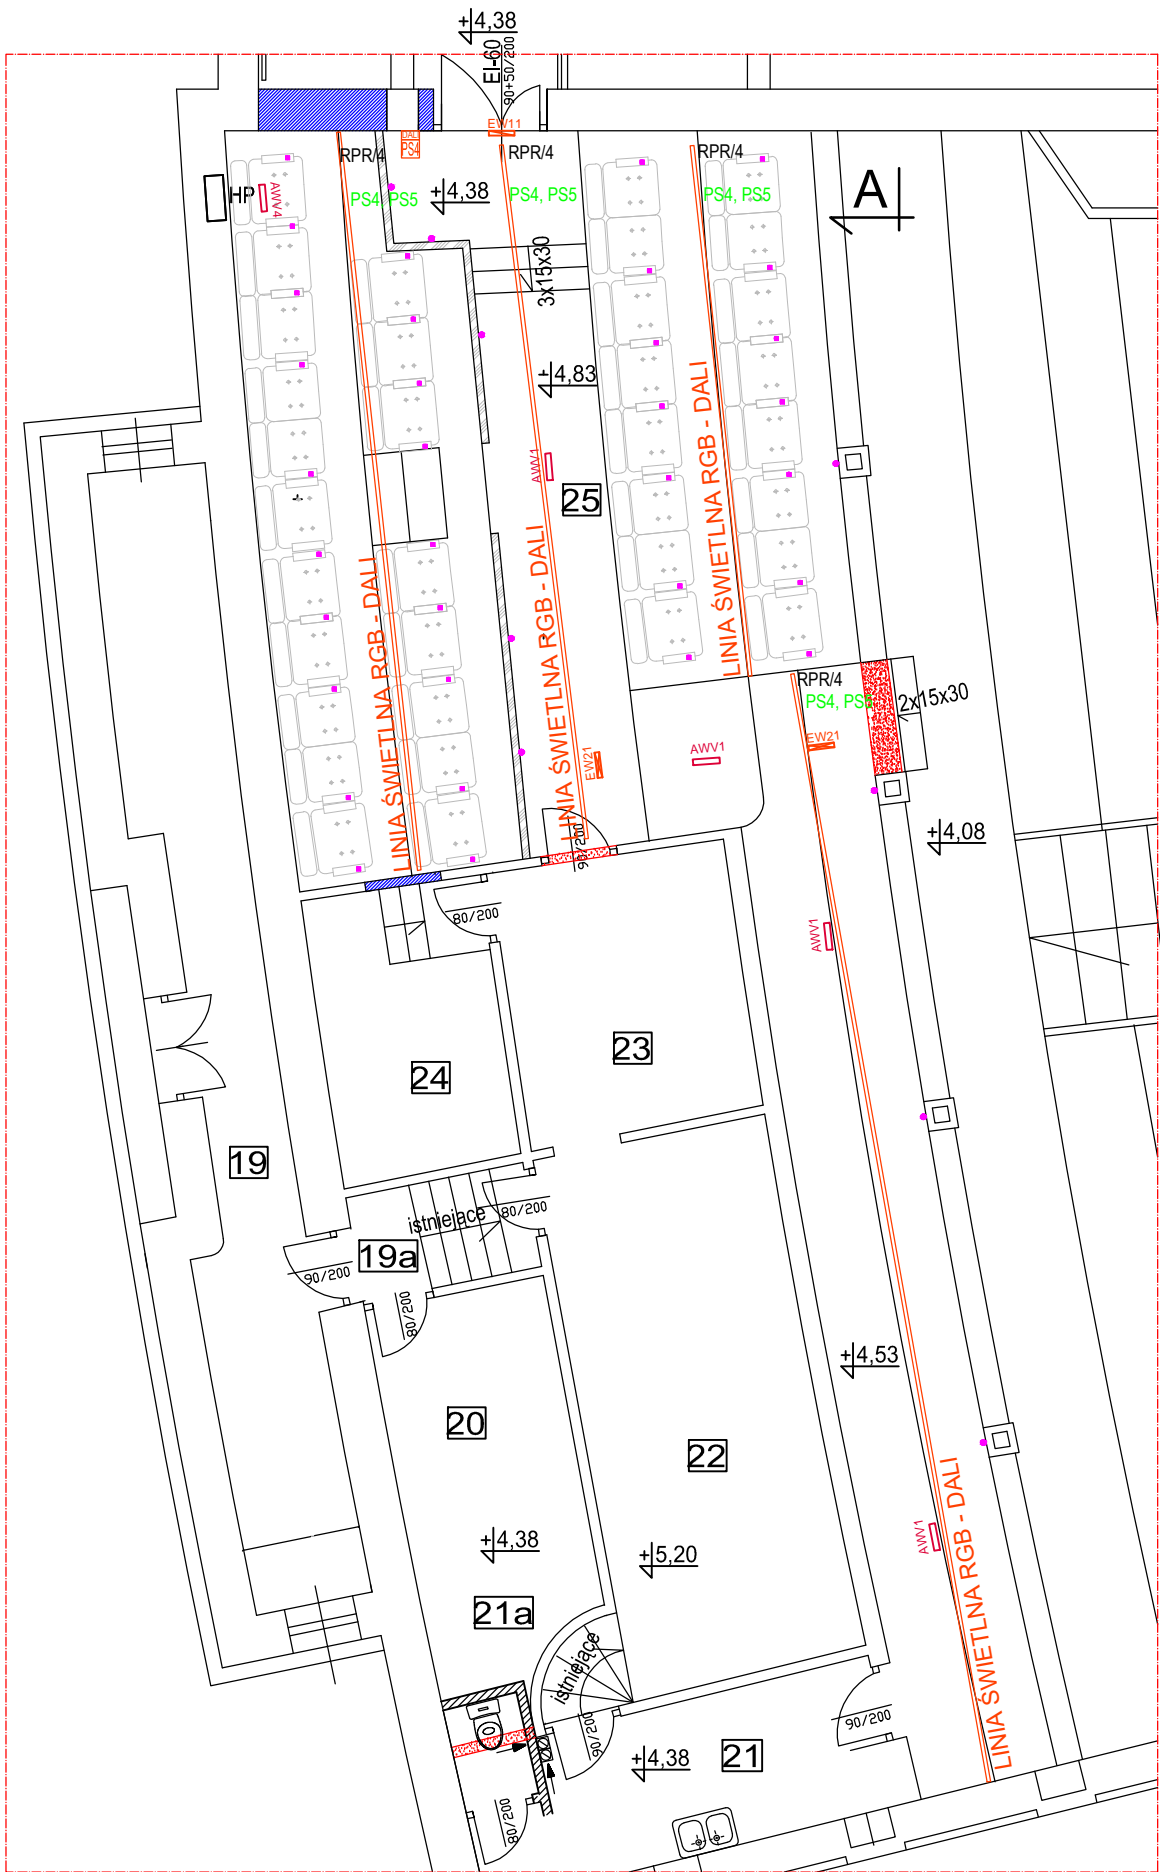 +4,38
EI-60
90+50/200
EW11
DALI
PS4
RPR/4
RPR/4
RPR/4
HP
AWV4
PS4, PS5
+4,38
PS4, PS5
PS4, PS5
A
3x15x30
+4,83
AWV1
25
LINIA ŚWIETLNA RGB - DALI
LINIA ŚWIETLNA RGB - DALI
LINIA ŚWIETLNA RGB - DALI
RPR/4
PS4, PS5
2x15x30
EW21
AWV1
EW21
90/200
+4,08
80/200
AWV1
23
24
19
istniejące
80/200
19a
90/200
80/200
+4,53
20
22
LINIA ŚWIETLNA RGB - DALI
AWV1
+4,38
+5,20
21a
istniejące
90/200
90/200
+4,38
21
80/200